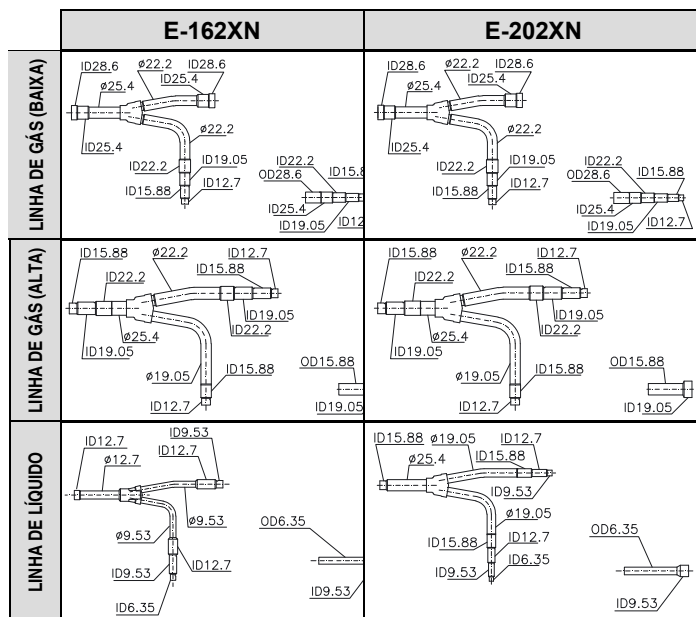 E-162XN
E-202XN
LINHA DE GÁS (BAIXA)
ID28.6
ø22.2
ID28.6
ID25.4
ø25.4
ø22.2
ID25.4
ID22.2
ID19.05
ID15.88
ID12.7
ID22.2
OD28.6
ID15.8
ID25.4
ID19.05
ID12
ID28.6
ø22.2
ID28.6
ID25.4
ø25.4
ø22.2
ID25.4
ID22.2
ID19.05
ID15.88
ID12.7
ID22.2
ID15.88
OD28.6
ID25.4
ID19.05
ID12.7
LINHA DE GÁS (ALTA)
ID15.88
ø22.2
ID12.7
ID22.2
ID15.88
ID19.05
ø25.4
ID19.05
ID22.2
ø19.05
ID15.88
ID12.7
OD15.88
ID19.05
ID15.88
ø22.2
ID12.7
ID22.2
ID15.88
ID19.05
ø25.4
ID19.05
ID22.2
ø19.05
ID15.88
ID12.7
OD15.88
ID19.05
LINHA DE LÍQUIDO
ID12.7
ID9.53
ID12.7
ø12.7
ø9.53
ø9.53
ID12.7
ID9.53
ID6.35
OD6.35
ID9.53
ID15.88
ø19.05
ID12.7
ID15.88
ø25.4
ID9.53
ø19.05
ID15.88
ID12.7
ID9.53
ID6.35
OD6.35
ID9.53